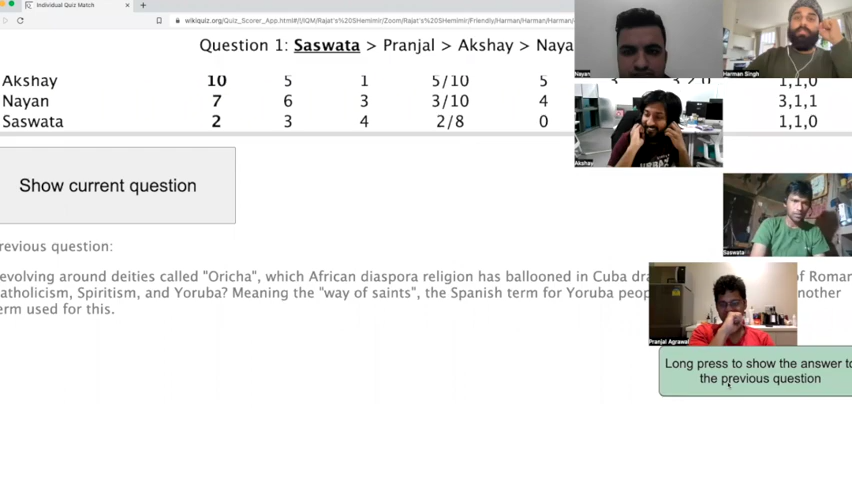 Individual Quiz Match
wikiquiz.org/Quiz_Scorer_App.html#/I/IQM/Rajat's%20SHemimir/Zoom/Rajat's%20SHemimir/Friendly/Harman/Harman/Harman/
Question 1: Saswata > Pranjal > Akshay > Naya
Akshay 10 5 1 5/10 5 1,1,0
Nayan 7 6 3 3/10 4 3,1,1
Saswata 2 3 4 2/8 0 1,1,0
Nayan
Harman Singh
Akshay
Saswata
Show current question
revious question:
evolving around deities called "Oricha", which African diaspora religion has ballooned in Cuba dra of Roman
atholicism, Spiritism, and Yoruba? Meaning the "way of saints", the Spanish term for Yoruba peop nother
erm used for this.
Pranjal Agrawal
Long press to show the answer to
the previous question